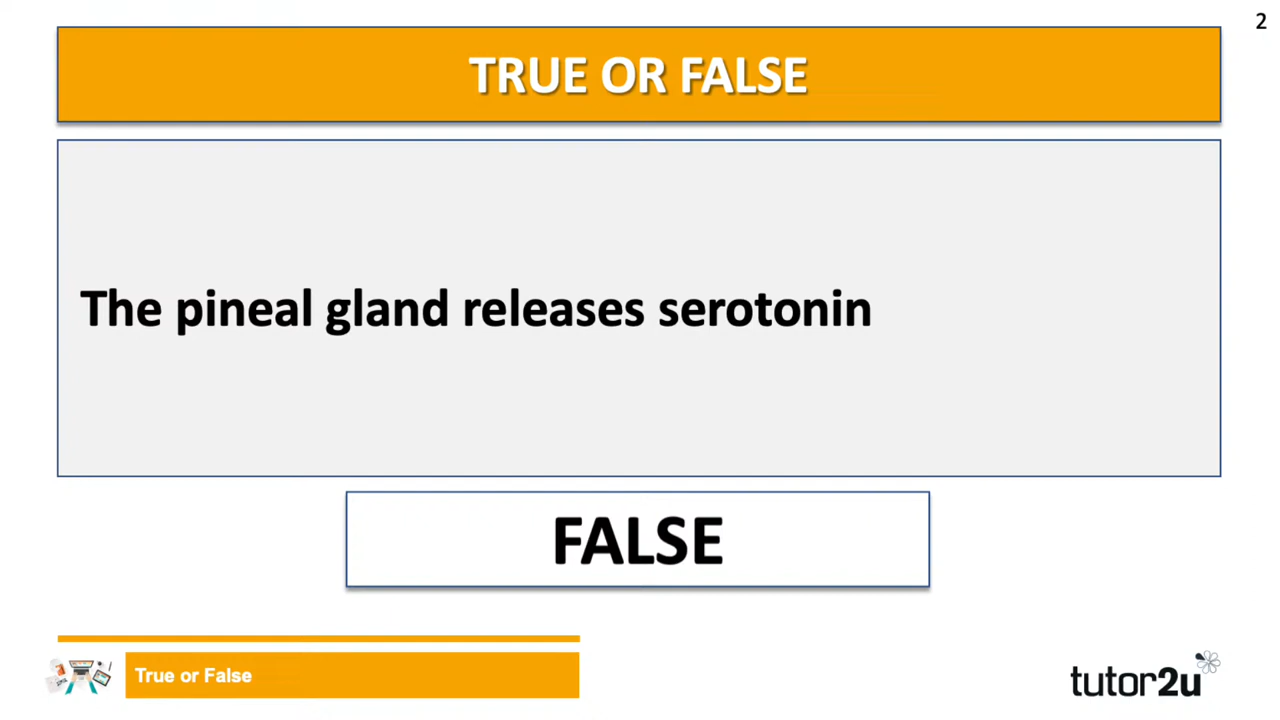 2
TRUE OR FALSE
The pineal gland releases serotonin
FALSE
True or False
tutor2u